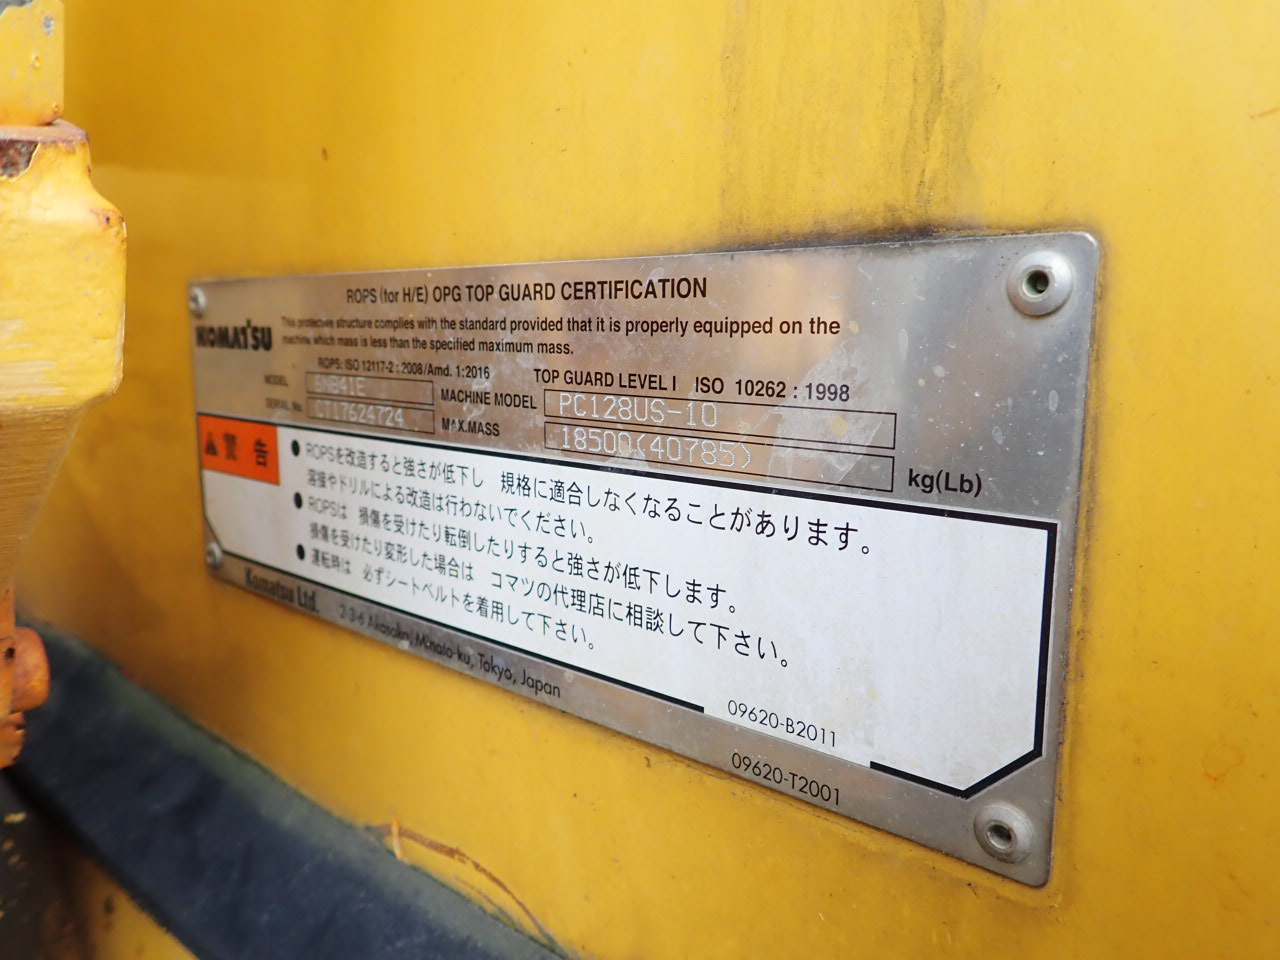 ROPS (for H/E) OPG TOP GUARD CERTIFICATION
KOMATSU
This protective structure complies with the standard provided that it is properly equipped on the
machine which mass is less than the specified maximum mass.
ROPS: ISO 12117-2 : 2008/Amd. 1:2016
TOP GUARD LEVEL I ISO 10262 : 1998
MODEL
MACHINE MODEL PC128US-10
SERIAL No. CT17624724
MAX.MASS 18500(40785) kg(Lb)
警告
● ROPSを改造すると強さが低下し 規格に適合しなくなることがあります。
溶接やドリルによる改造は行わないでください。
● ROPSは 損傷を受けたり転倒したりすると強さが低下します。
損傷を受けたり変形した場合は コマツの代理店に相談して下さい。
● 運転時は 必ずシートベルトを着用して下さい。
09620-B2011
Komatsu Ltd. 2-3-6 Akasaka, Minato-ku, Tokyo, Japan
09620-T2001